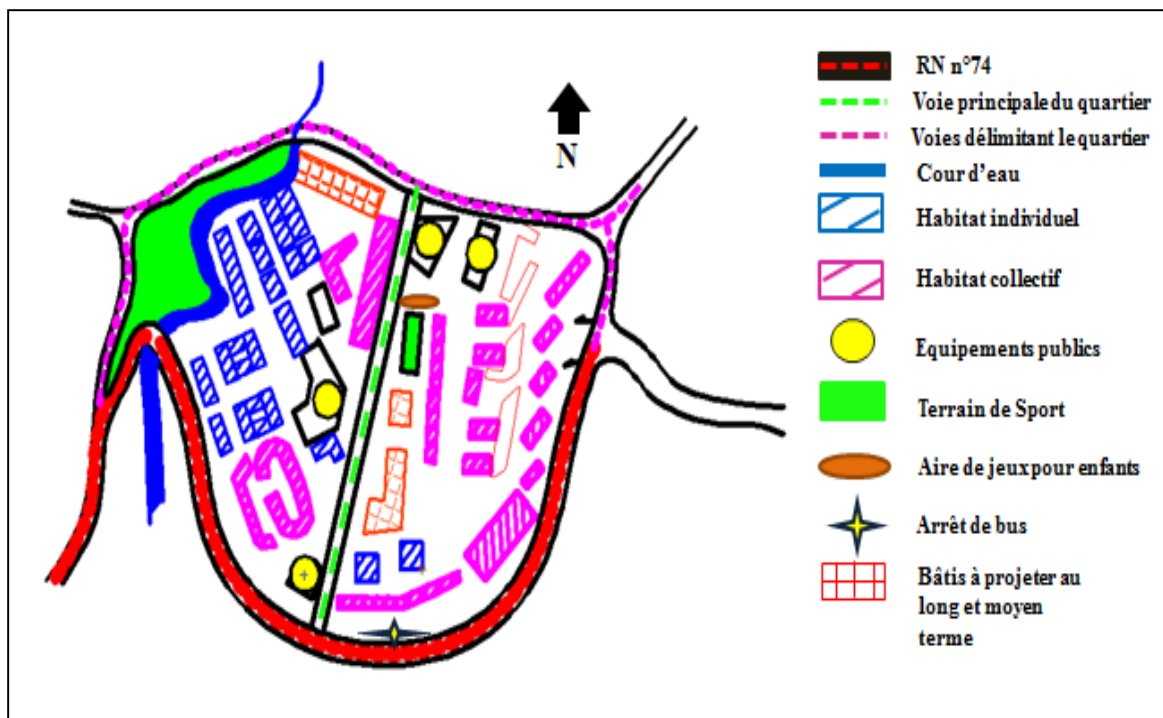 N
RN n°74
Voie principale du quartier
Voies délimitant le quartier
Cour d'eau
Habitat individuel
Habitat collectif
Equipements publics
Terrain de Sport
Aire de jeux pour enfants
Arrêt de bus
Bâtis à projeter au
long et moyen
terme